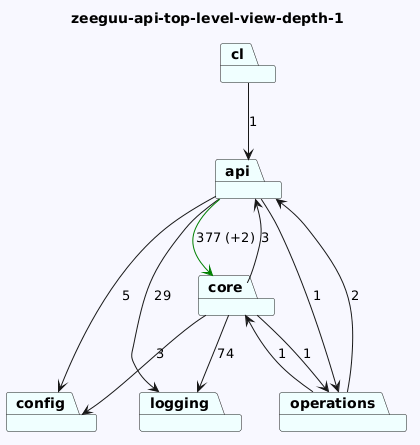 zeeguu-api-top-level-view-depth-1
cl
1
api
377 (+2)
3
core
5
29
1
2
3
74
1
1
config
logging
operations